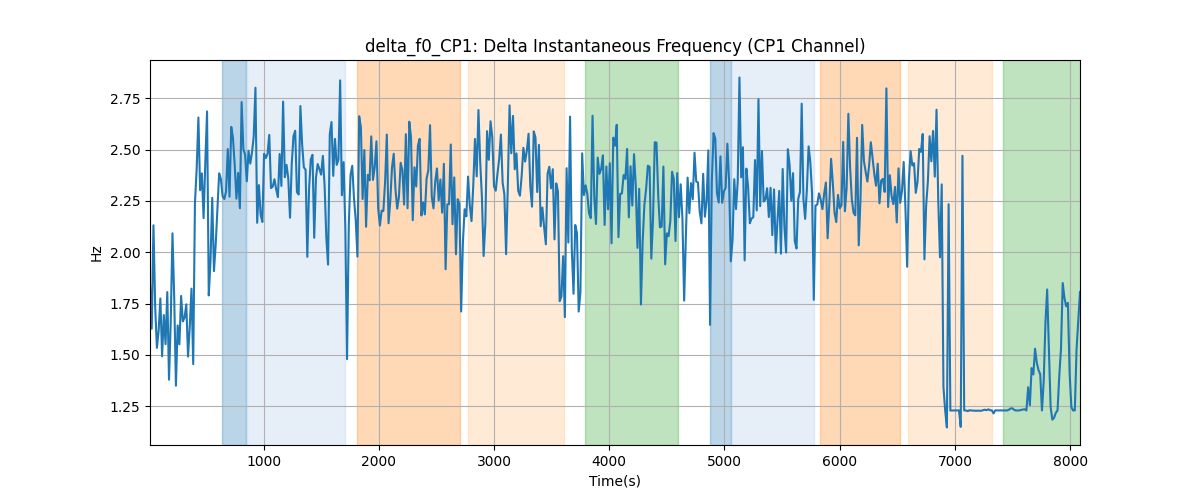 delta_f0_CP1: Delta Instantaneous Frequency (CP1 Channel)
2.75
2.50
2.25
2.00
1.75
1.50
1.25
Hz
1000 2000 3000 4000 5000 6000 7000 8000
Time(s)